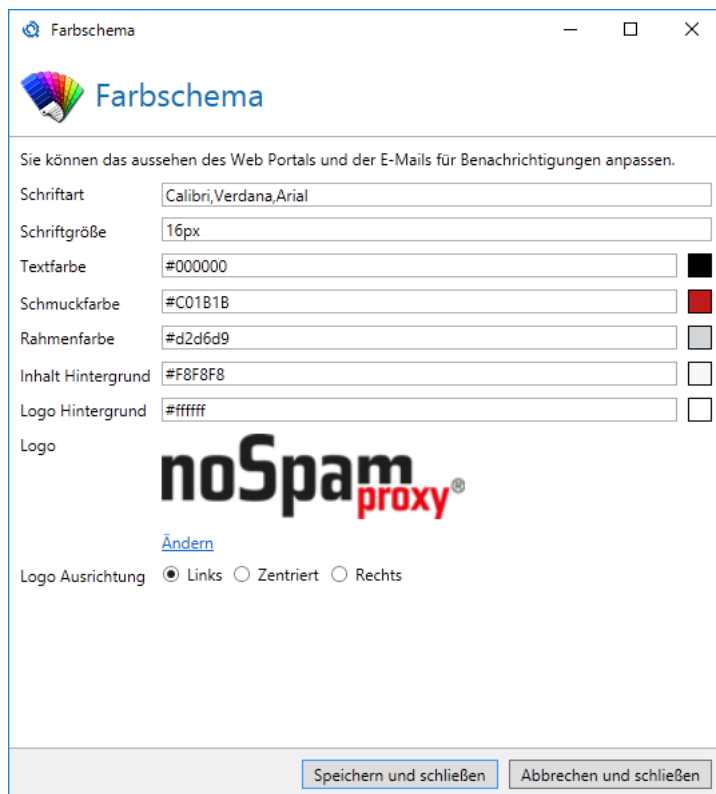 Farbschema
Farbschema
Sie können das aussehen des Web Portals und der E-Mails für Benachrichtigungen anpassen.
Schriftart Calibri,Verdana,Arial
Schriftgröße 16px
Textfarbe #000000
Schmuckfarbe #C01B1B
Rahmenfarbe #d2d6d9
Inhalt Hintergrund #F8F8F8
Logo Hintergrund #ffffff
Logo
noSpam
proxy®
Ändern
Logo Ausrichtung Links Zentriert Rechts
Speichern und schließen Abbrechen und schließen